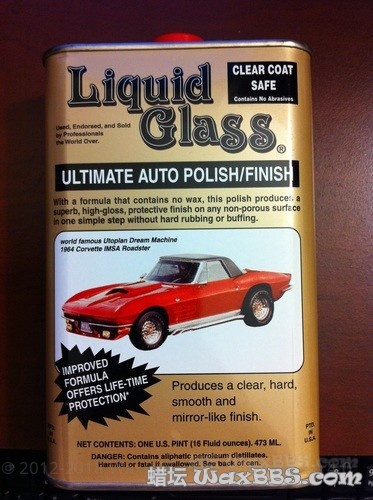 Liquid
Glass®
CLEAR COAT
SAFE
Contains No Abrasives
Used, Endorsed, and Sold
by Professionals
the World Over.
ULTIMATE AUTO POLISH/FINISH
With a formula that contains no wax, this polish produces a
superb, high-gloss, protective finish on any non-porous surface
in one simple step without hard rubbing or buffing.
world famous Utopian Dream Machine
1964 Corvette IMSA Roadster
IMPROVED
FORMULA
OFFERS LIFE-TIME
PROTECTION*
Produces a clear, hard,
smooth and
mirror-like finish.
PTD
IN
U.S.A.
NET CONTENTS: ONE U.S. PINT (16 Fluid ounces). 473 ML.
DANGER: Contains aliphatic petroleum distillates.
Harmful or fatal if swallowed. See back of can.
© 2012-20
蜡坛 WaxBBS.com